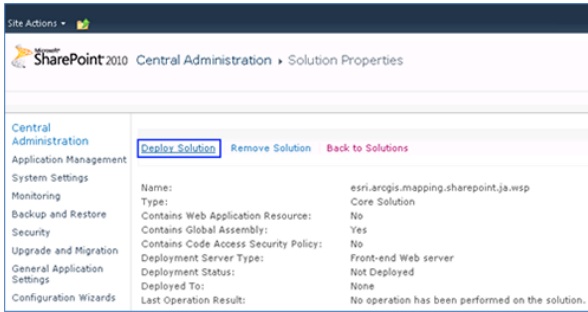 Site Actions
Microsoft
SharePoint 2010 Central Administration ▸ Solution Properties
Central Administration
Application Management
System Settings
Monitoring
Backup and Restore
Security
Upgrade and Migration
General Application Settings
Configuration Wizards
Deploy Solution Remove Solution Back to Solutions
Name: esri.arcgis.mapping.sharepoint.ja.wsp
Type: Core Solution
Contains Web Application Resource: No
Contains Global Assembly: Yes
Contains Code Access Security Policy: No
Deployment Server Type: Front-end Web server
Deployment Status: Not Deployed
Deployed To: None
Last Operation Result: No operation has been performed on the solution.